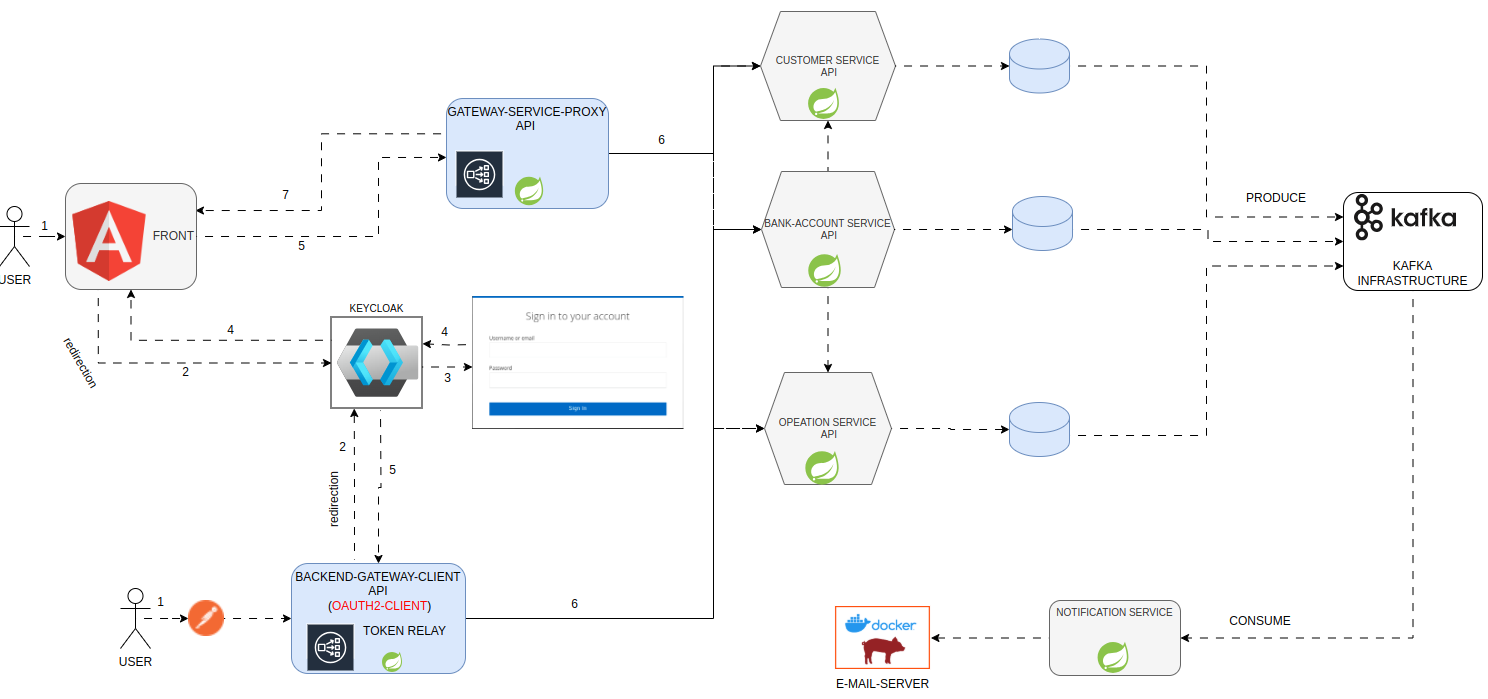 CUSTOMER SERVICE
API
GATEWAY-SERVICE-PROXY
API
6
7
5
1
USER
FRONT
BANK-ACCOUNT SERVICE
API
PRODUCE
kafka
KAFKA
INFRASTRUCTURE
KEYCLOAK
4
2
redirection
4
3
Sign in to your account
Username or email
Password
Sign In
OPEATION SERVICE
API
2
5
redirection
BACKEND-GATEWAY-CLIENT
API
(OAUTH2-CLIENT)
TOKEN RELAY
1
USER
6
docker
E-MAIL-SERVER
NOTIFICATION SERVICE
CONSUME